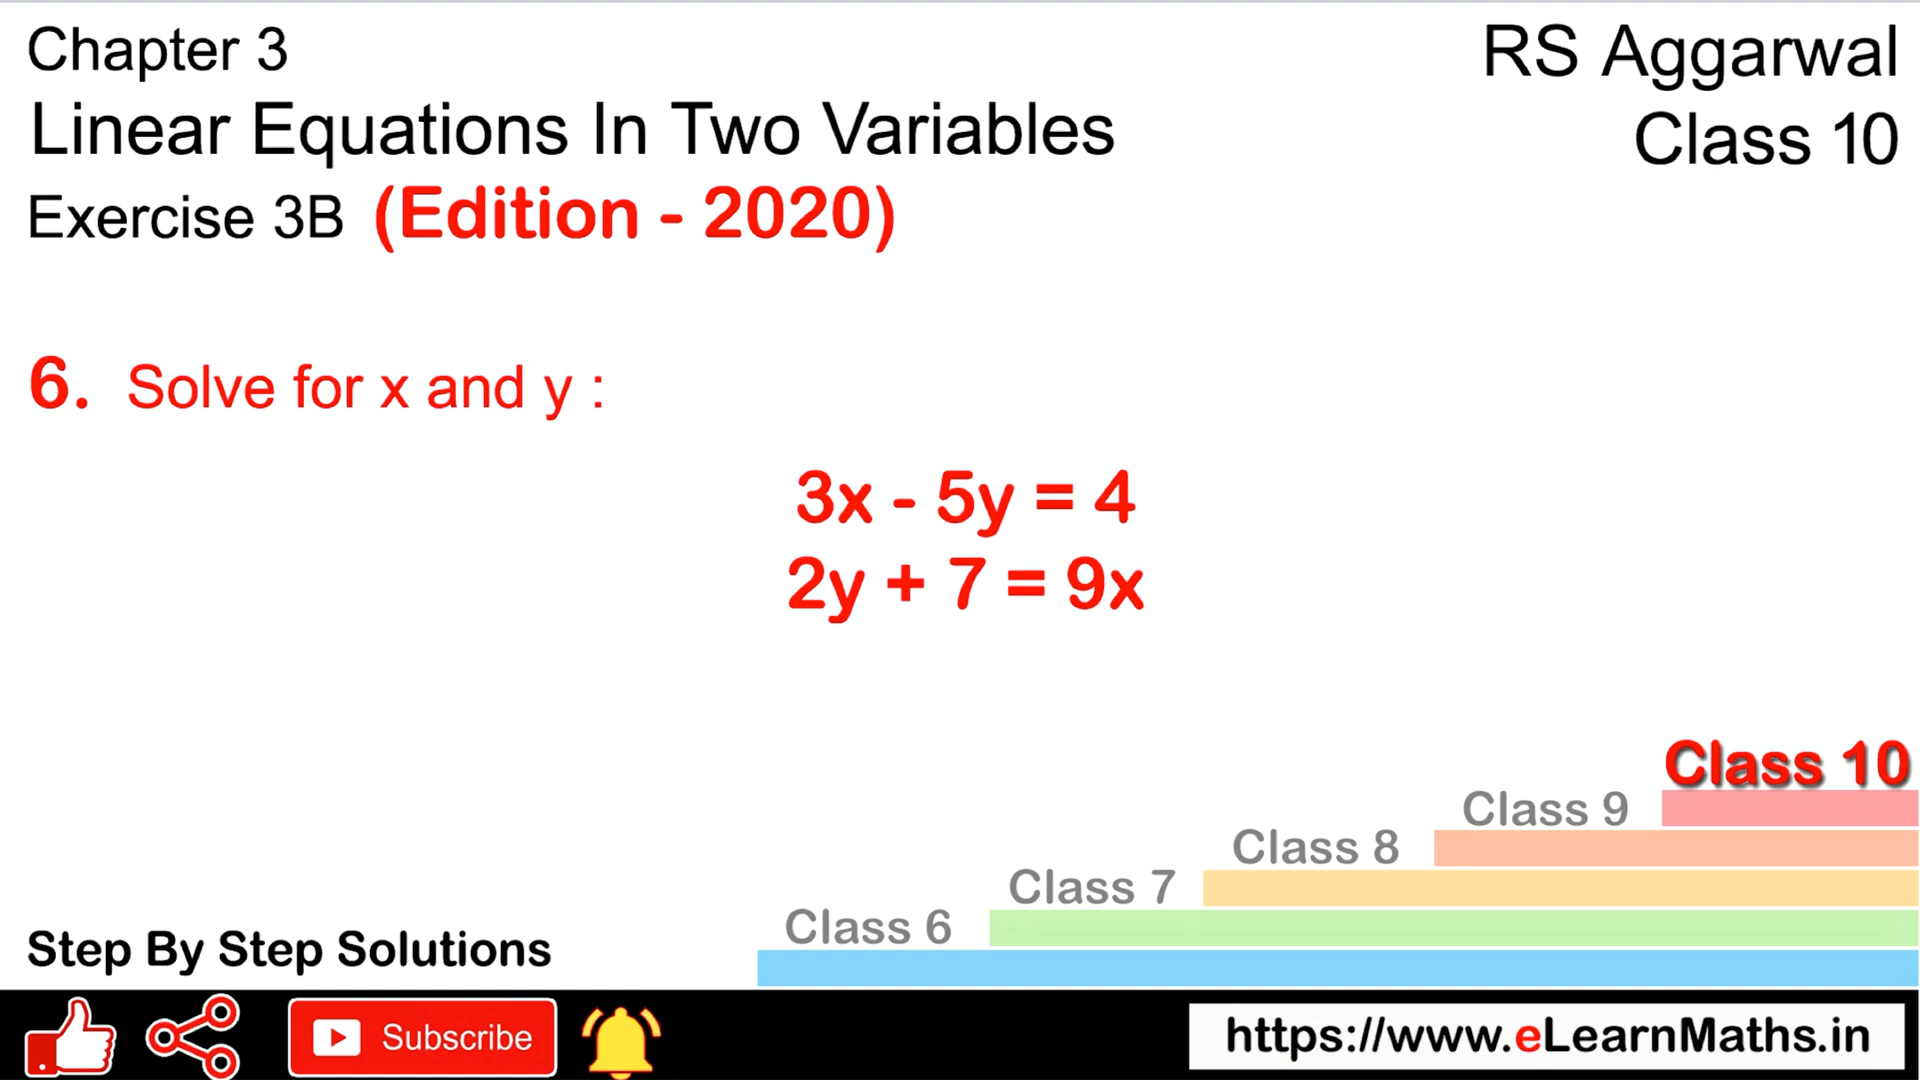 Chapter 3
RS Aggarwal
Linear Equations In Two Variables
Class 10
Exercise 3B (Edition - 2020)
6. Solve for x and y :
3x - 5y = 4
2y + 7 = 9x
Class 10
Class 9
Class 8
Class 7
Class 6
Step By Step Solutions
Subscribe
https://www.eLearnMaths.in